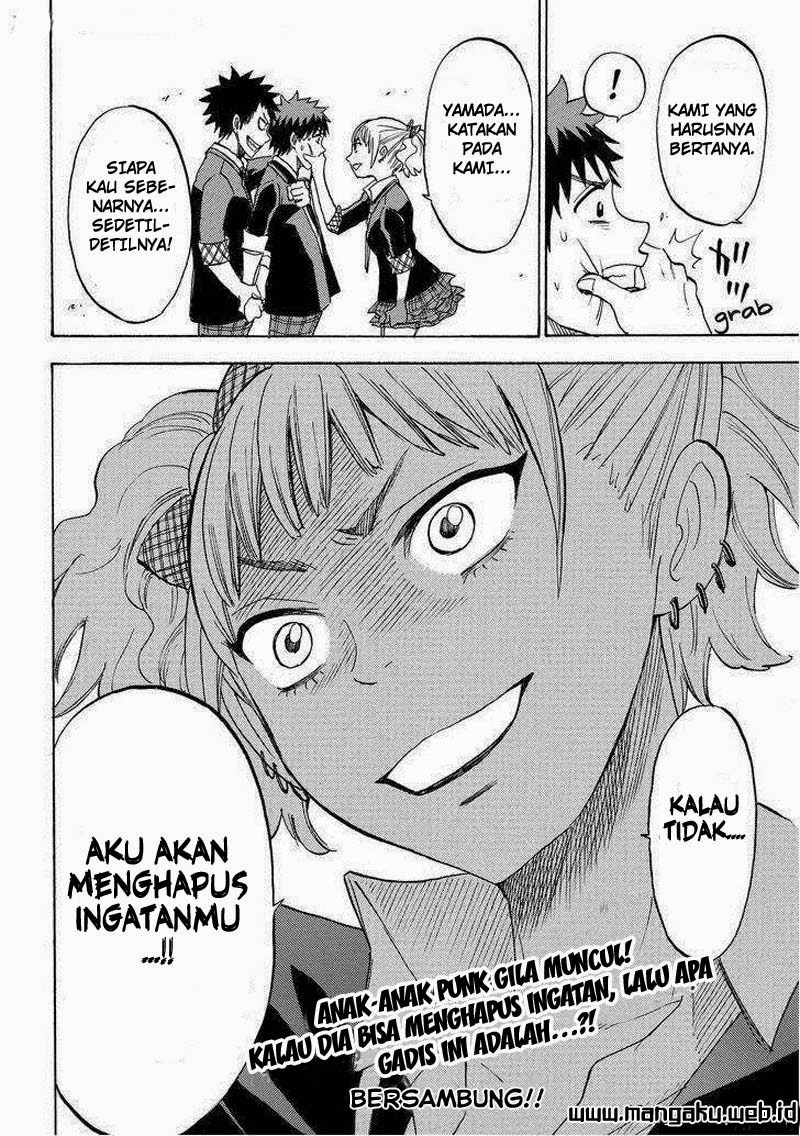 KAMI YANG
HARUSNYA
BERTANYA.
!
grab
YAMADA...
KATAKAN
PADA
KAMI...
SIAPA
KAU SEBE-
NARNYA...
SEDETIL-
DETILNYA!
KALAU
TIDAK....
AKU AKAN
MENGHAPUS
INGATANMU
...!!
ANAK-ANAK PUNK GILA MUNCUL!
KALAU DIA BISA MENGHAPUS INGATAN, LALU APA
GADIS INI ADALAH...?!
BERSAMBUNG!!
www.mangaku.web.id